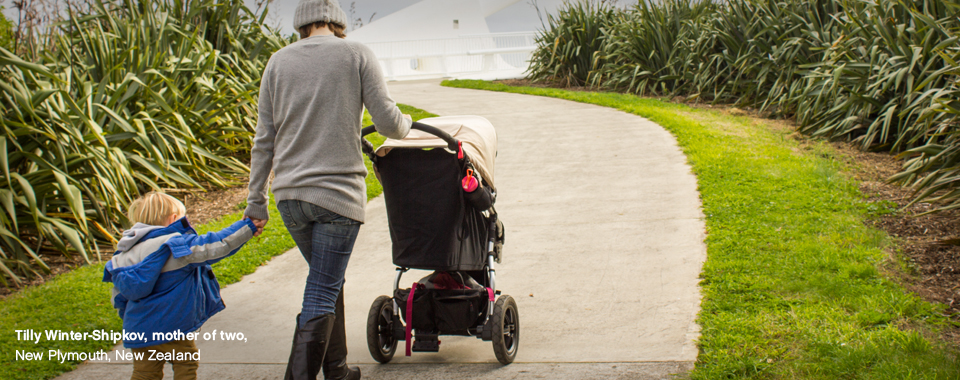 Tilly Winter-Shipkov, mother of two,
New Plymouth, New Zealand